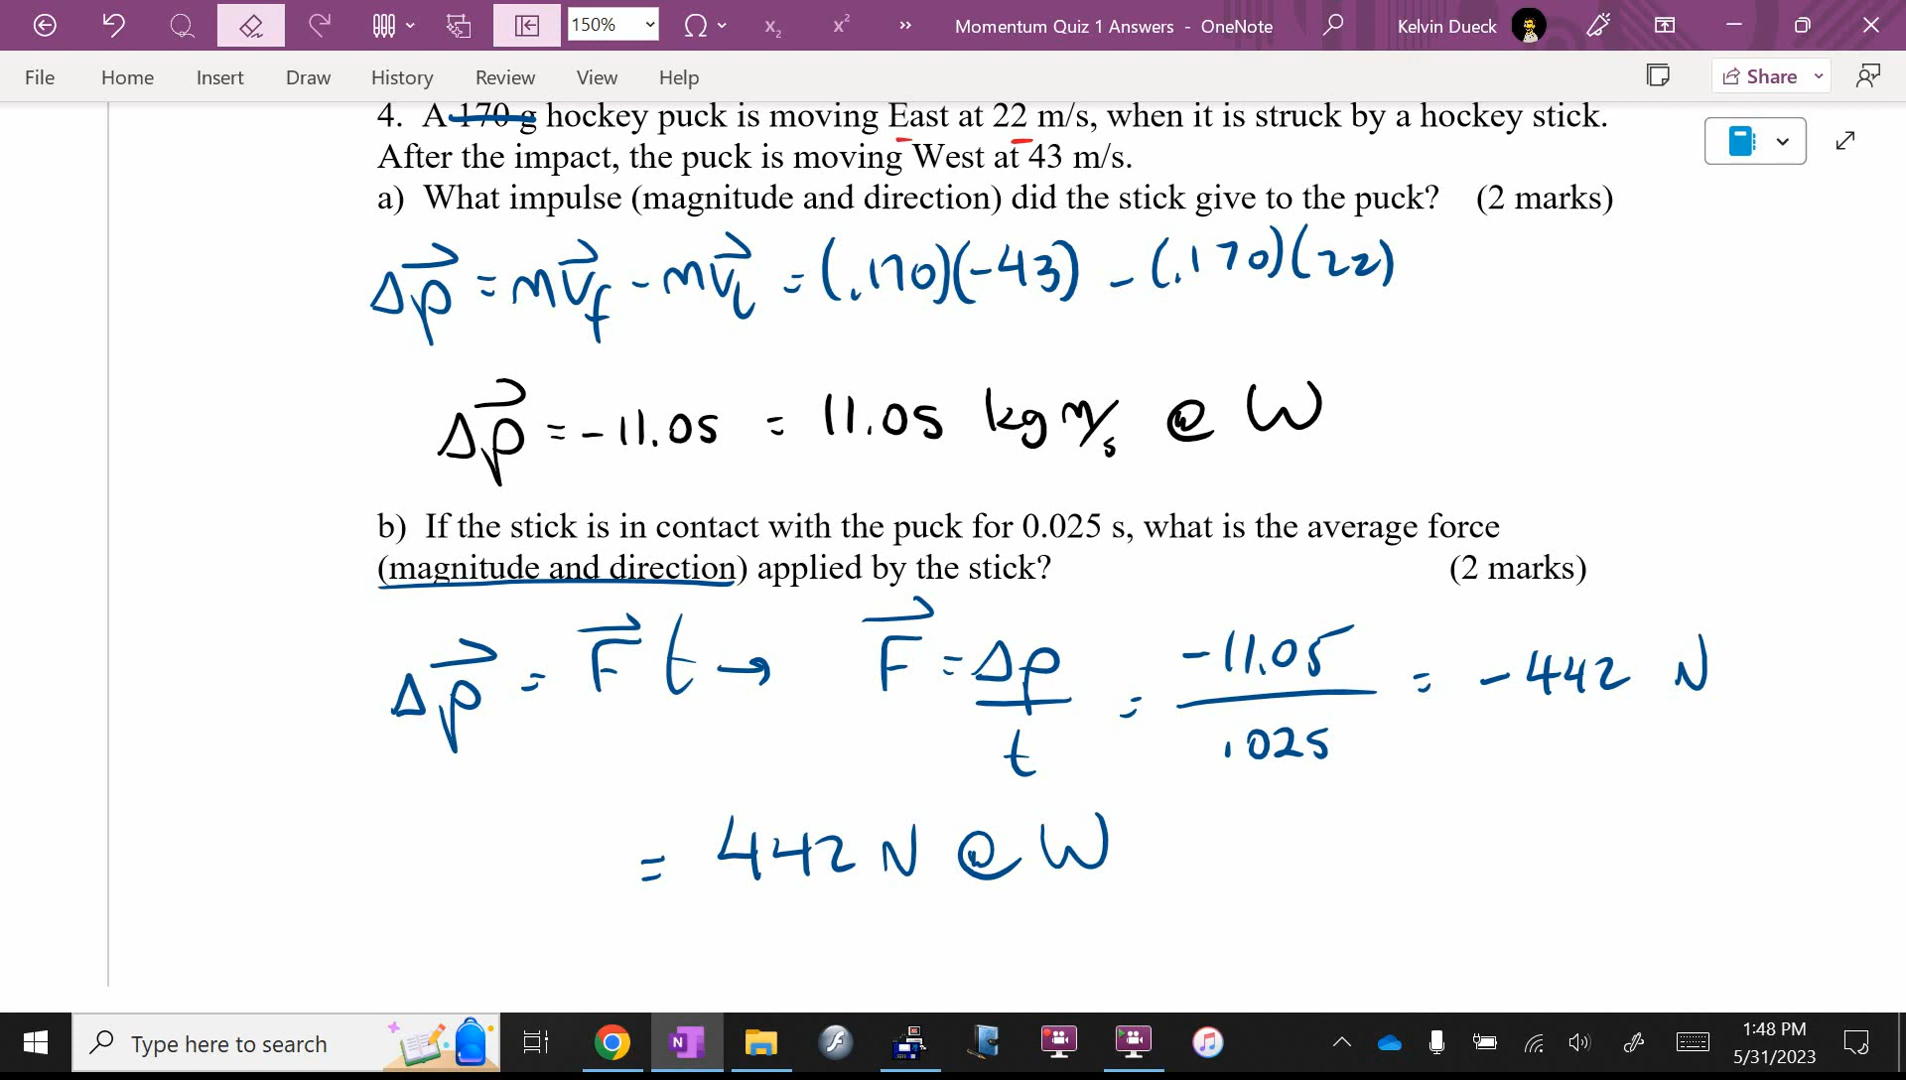 150%
Ω
x₂
x²
»
Momentum Quiz 1 Answers - OneNote
Kelvin Dueck
File Home Insert Draw History Review View Help
Share
4. A 170 g hockey puck is moving East at 22 m/s, when it is struck by a hockey stick.
After the impact, the puck is moving West at 43 m/s.
a) What impulse (magnitude and direction) did the stick give to the puck? (2 marks)
Δp⃗ = mv⃗f - mv⃗i = (.170)(-43) - (.170)(22)
Δp⃗ = -11.05 = 11.05 kg m/s @ W
b) If the stick is in contact with the puck for 0.025 s, what is the average force
(magnitude and direction) applied by the stick? (2 marks)
Δp⃗ = F⃗ t → F⃗ = Δp/t = -11.05/.025 = -442 N
= 442 N @ W
Type here to search
1:48 PM
5/31/2023